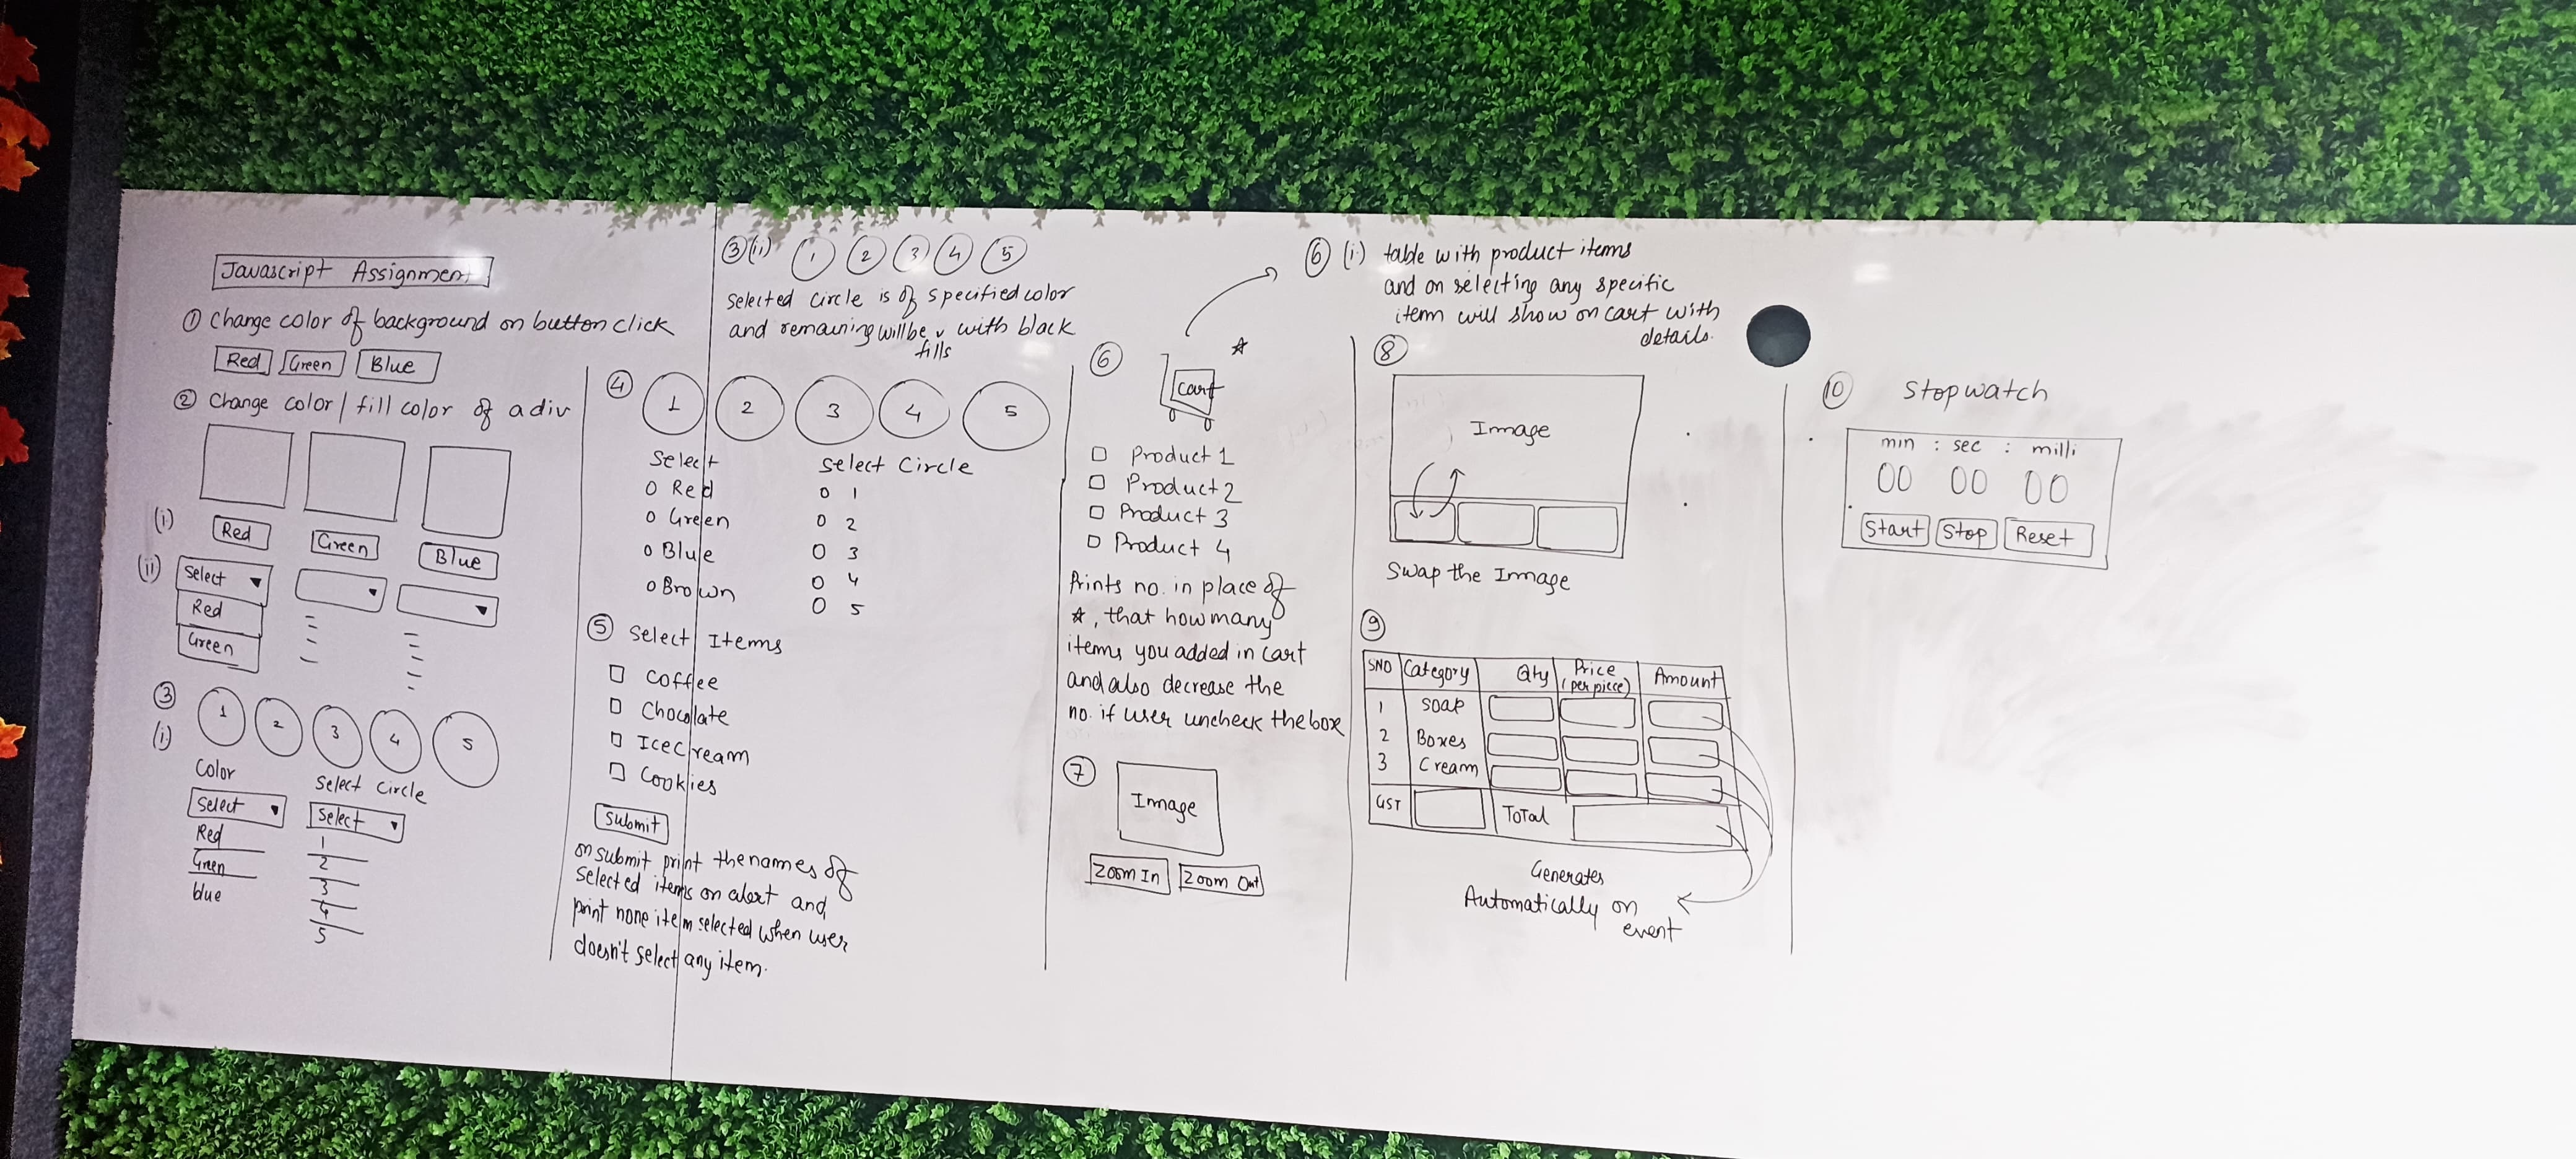 Javascript Assignment
① Change color of background on button click
Red Green Blue
② Change color / fill color of a div
(i) Red Green Blue
(ii) Select
Red
Green
③
(i) 1 2 3 4 5
Color Select Circle
Select Select
Red 1
Green 2
blue 3
4
5
③ (ii) 1 2 3 4 5
Selected Circle is of specified color
and remaining will be fills with black
④ 1 2 3 4 5
Select Select Circle
Red 1
Green 2
Blue 3
Brown 4
5
⑤ Select Items
Coffee
Chocolate
IceCream
Cookies
Submit
on submit print the names of
selected items on alert and
print none item selected when user
doesn't select any item.
⑥ Cart ☆
Product 1
Product 2
Product 3
Product 4
Prints no. in place of
☆, that how many
items you added in cart
and also decrease the
no. if user uncheck the box
⑦ Image
Zoom In Zoom Out
⑥ (i) table with product items
and on selecting any specific
item will show on cart with
details.
⑧
Image
Swap the Image
⑨
SNO Category Qty Price (per piece) Amount
1 Soap
2 Boxes
3 Cream
GST Total
Generates
Automatically on
event
⑩ Stopwatch
min : sec : milli
00 00 00
Start Stop Reset